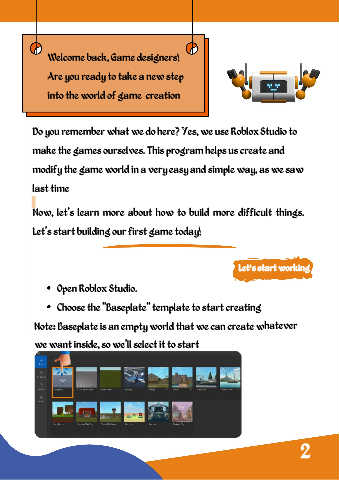 Welcome back, Game designers!
Are you ready to take a new step
into the world of game creation
Do you remember what we do here? Yes, we use Roblox Studio to
make the games ourselves. This program helps us create and
modify the game world in a very easy and simple way, as we saw
last time
Now, let's learn more about how to build more difficult things.
Let's start building our first game today!
Let's start working
• Open Roblox Studio.
• Choose the "Baseplate" template to start creating
Note: Baseplate is an empty world that we can create whatever
we want inside, so we'll select it to start
2